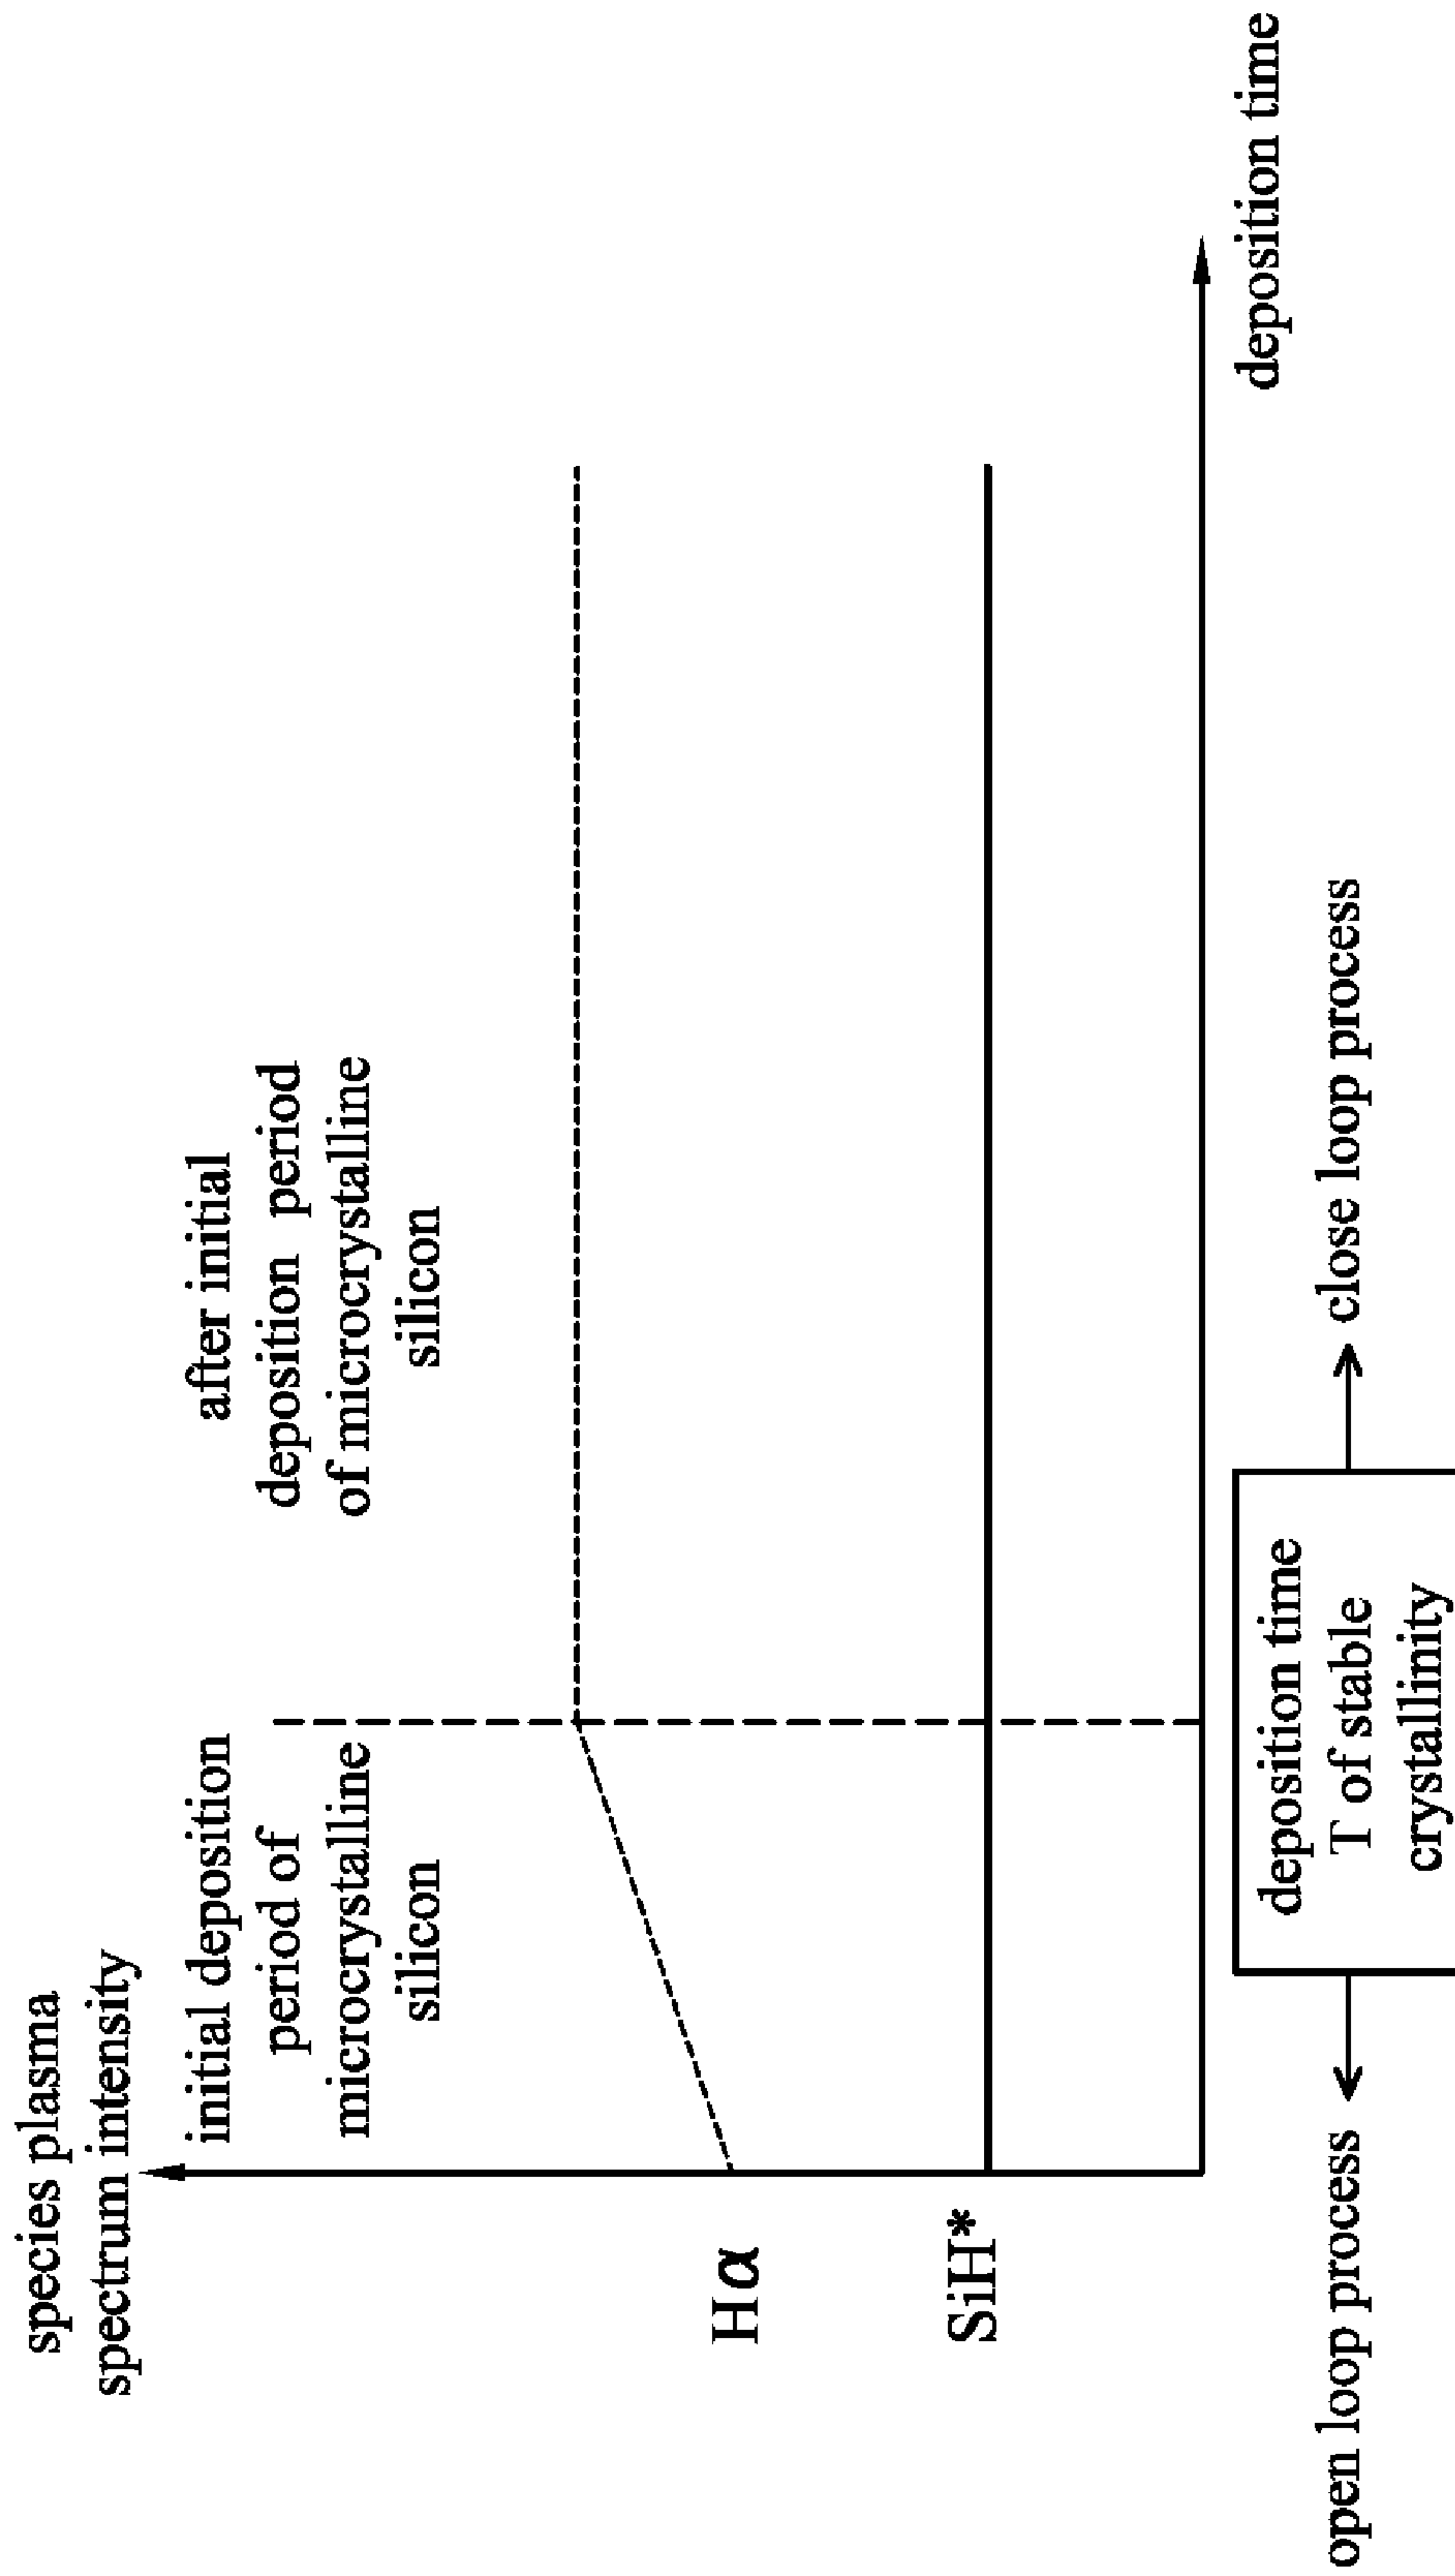 species plasma
spectrum intensity
initial deposition
period of
microcrystalline
silicon
after initial
deposition period
of microcrystalline
silicon
Hα
SiH*
deposition time
open loop process
deposition time
T of stable
crystallinity
close loop process